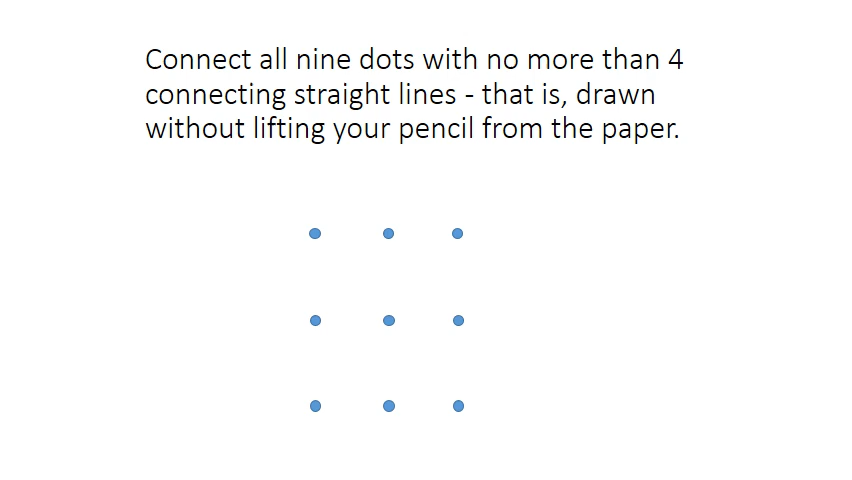 Connect all nine dots with no more than 4
connecting straight lines - that is, drawn
without lifting your pencil from the paper.